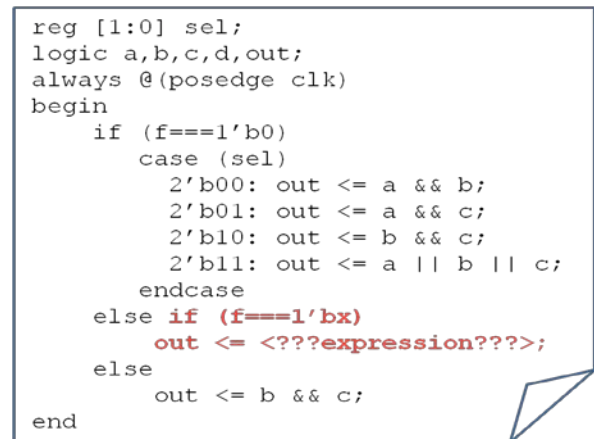 reg [1:0] sel;
logic a,b,c,d,out;
always @(posedge clk)
begin
if (f===1'b0)
case (sel)
2'b00: out <= a && b;
2'b01: out <= a && c;
2'b10: out <= b && c;
2'b11: out <= a || b || c;
endcase
else if (f===1'bx)
out <= <???expression???>;
else
out <= b && c;
end